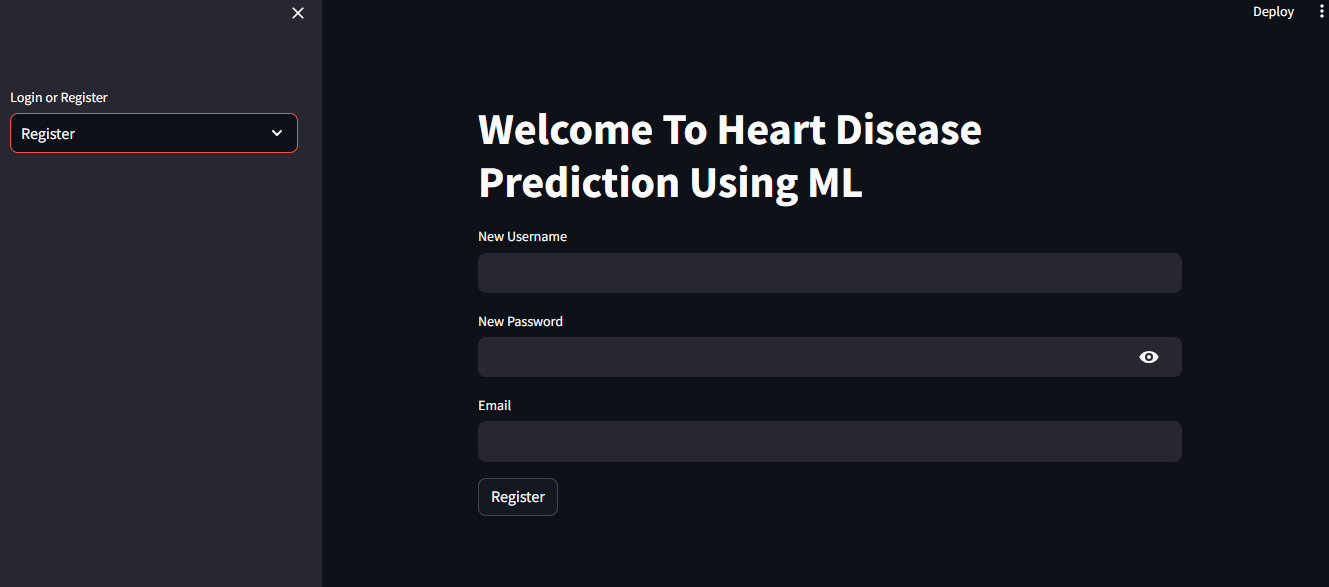 Deploy
Login or Register
Register
Welcome To Heart Disease
Prediction Using ML
New Username
New Password
Email
Register